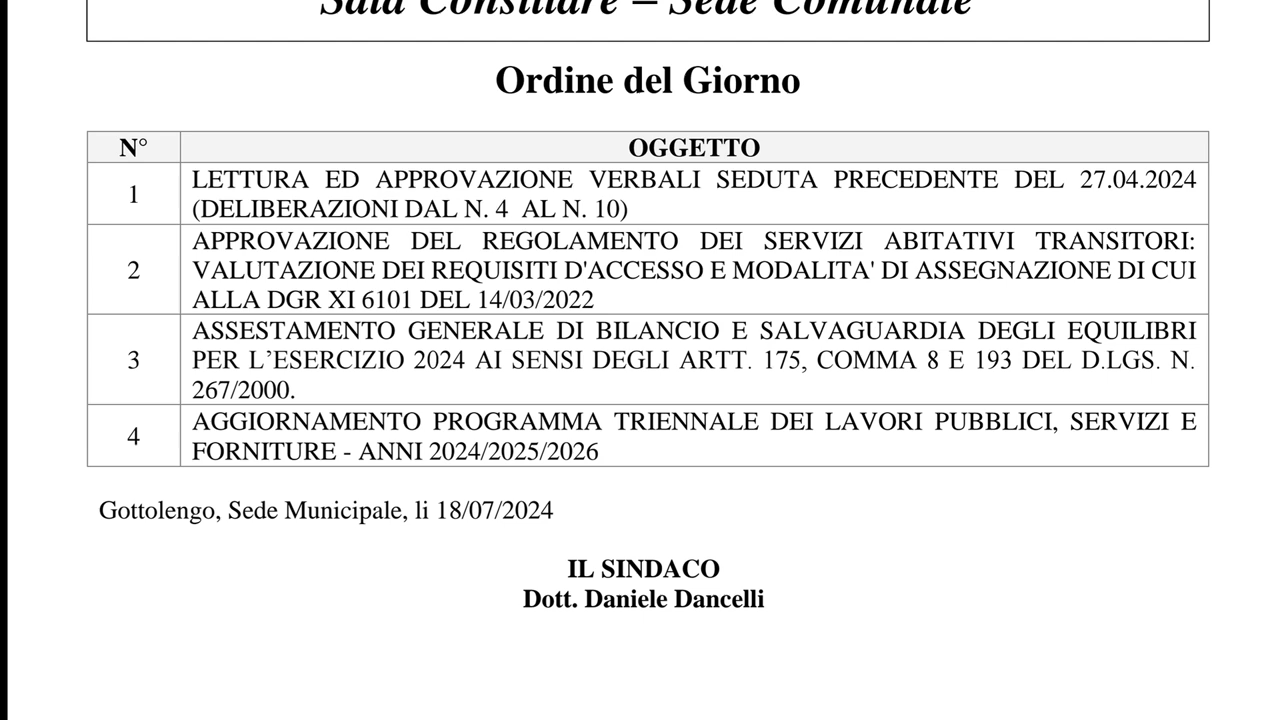 Sala Consiliare – Sede Comunale
Ordine del Giorno
N° OGGETTO
1 LETTURA ED APPROVAZIONE VERBALI SEDUTA PRECEDENTE DEL 27.04.2024
(DELIBERAZIONI DAL N. 4 AL N. 10)
2 APPROVAZIONE DEL REGOLAMENTO DEI SERVIZI ABITATIVI TRANSITORI:
VALUTAZIONE DEI REQUISITI D'ACCESSO E MODALITA' DI ASSEGNAZIONE DI CUI
ALLA DGR XI 6101 DEL 14/03/2022
3 ASSESTAMENTO GENERALE DI BILANCIO E SALVAGUARDIA DEGLI EQUILIBRI
PER L’ESERCIZIO 2024 AI SENSI DEGLI ARTT. 175, COMMA 8 E 193 DEL D.LGS. N.
267/2000.
4 AGGIORNAMENTO PROGRAMMA TRIENNALE DEI LAVORI PUBBLICI, SERVIZI E
FORNITURE - ANNI 2024/2025/2026
Gottolengo, Sede Municipale, li 18/07/2024
IL SINDACO
Dott. Daniele Dancelli